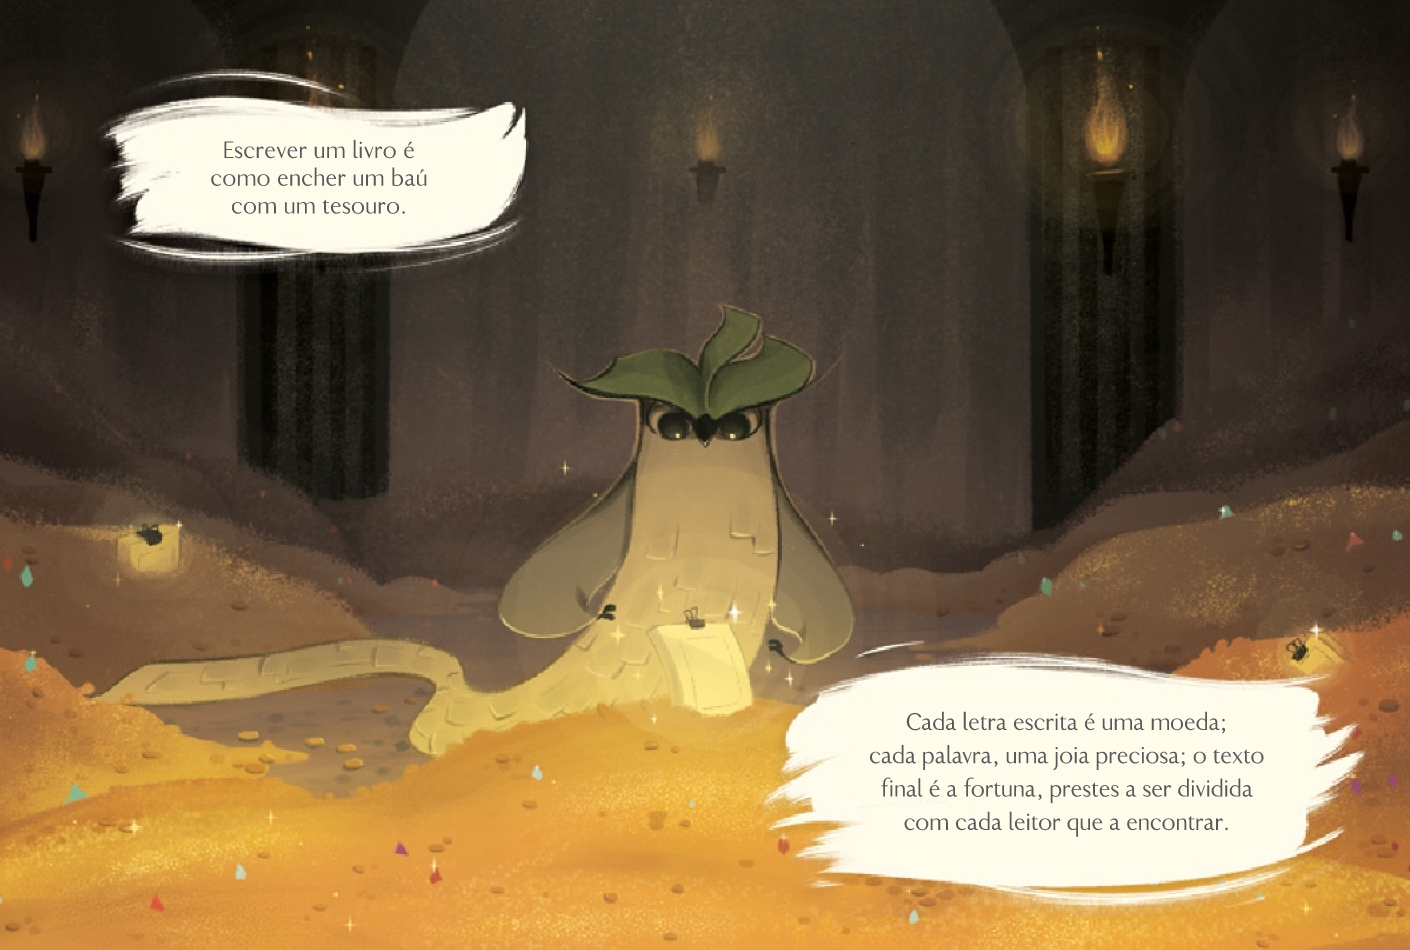 Escrever um livro é
como encher um baú
com um tesouro.
Cada letra escrita é uma moeda;
cada palavra, uma joia preciosa; o texto
final é a fortuna, prestes a ser dividida
com cada leitor que a encontrar.